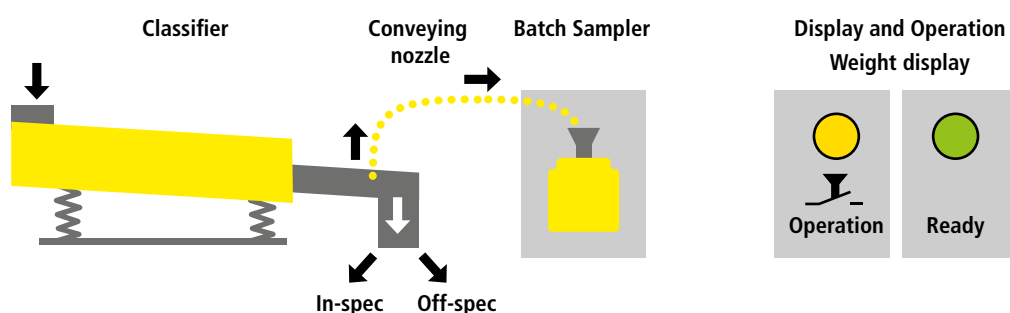 Classifier
Conveying
nozzle
Batch Sampler
Display and Operation
Weight display
Operation
Ready
In-spec
Off-spec